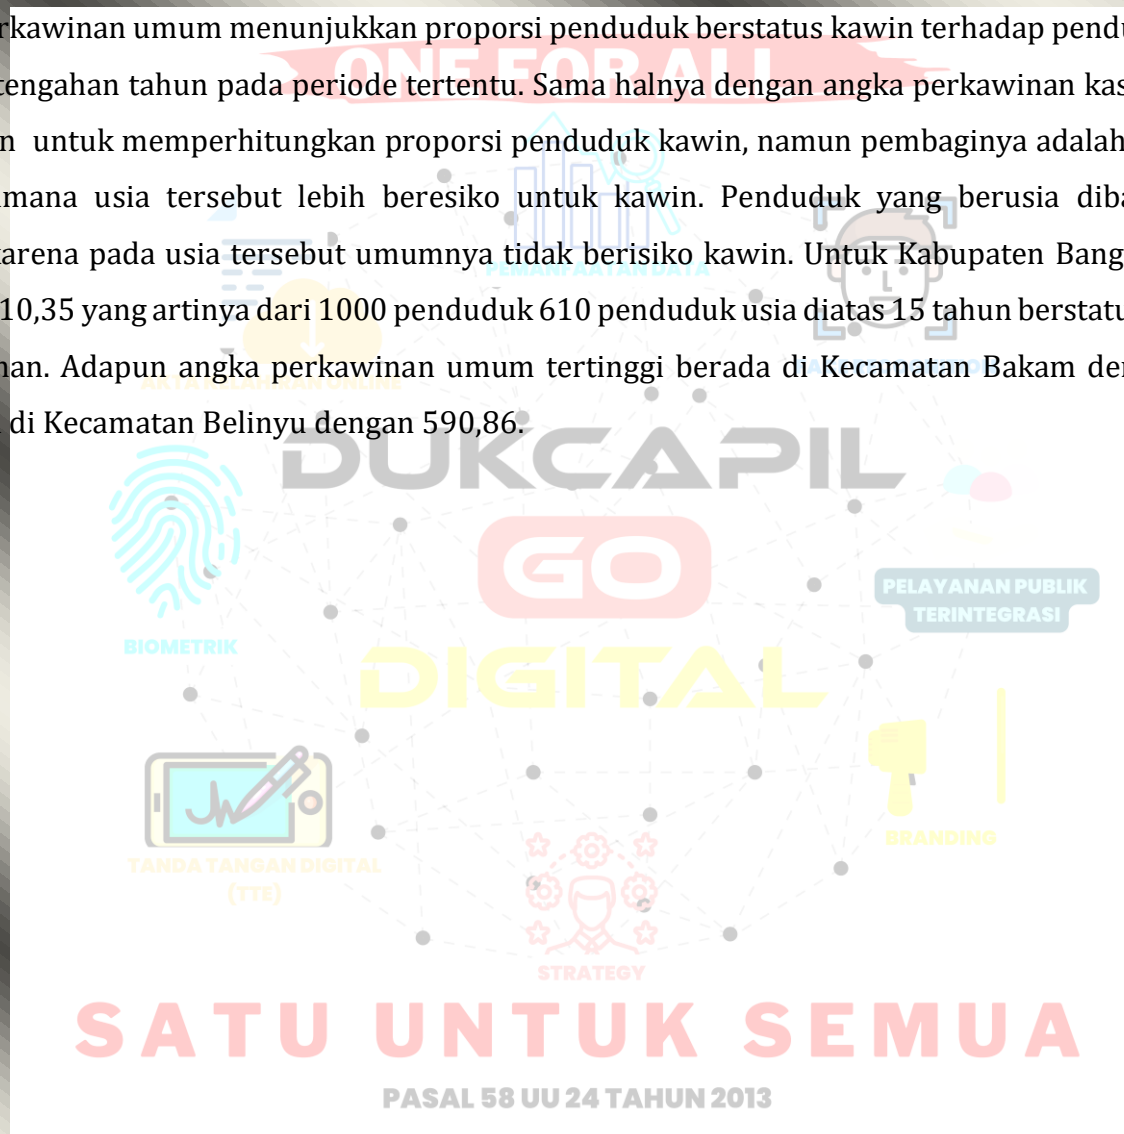 rkawinan umum menunjukkan proporsi penduduk berstatus kawin terhadap pendu
ONE FOR ALL
tengahan tahun pada periode tertentu. Sama halnya dengan angka perkawinan kas
n untuk memperhitungkan proporsi penduduk kawin, namun pembaginya adalah
mana usia tersebut lebih beresiko untuk kawin. Penduduk yang berusia diba
karena pada usia tersebut umumnya tidak berisiko kawin. Untuk Kabupaten Bang
PEMANFAATAN DATA
10,35 yang artinya dari 1000 penduduk 610 penduduk usia diatas 15 tahun berstatu
han. Adapun angka perkawinan umum tertinggi berada di Kecamatan Bakam den
AKTA KELAHIRAN ONLINE
di Kecamatan Belinyu dengan 590,86.
DUKCAPIL
GO
DIGITAL
PELAYANAN PUBLIK
TERINTEGRASI
BIOMETRIK
BRANDING
TANDA TANGAN DIGITAL
(TTE)
STRATEGY
SATU UNTUK SEMUA
PASAL 58 UU 24 TAHUN 2013